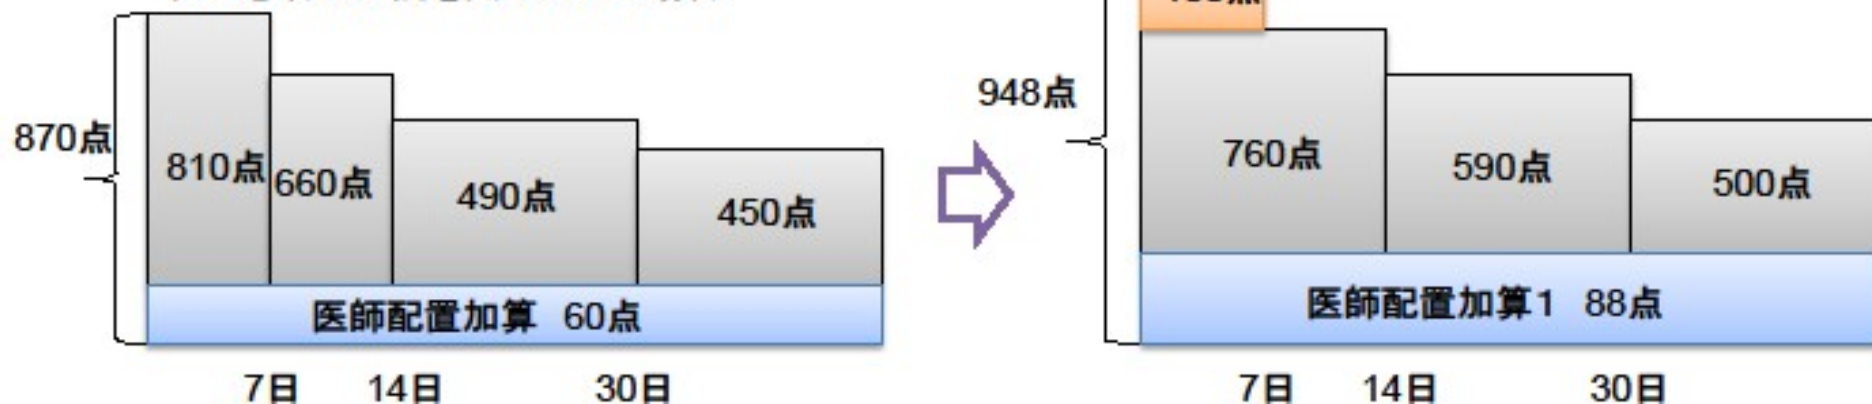 870点
810点
660点
490点
450点
医師配置加算 60点
7日 14日 30日
948点
760点
590点
500点
医師配置加算1 88点
7日 14日 30日